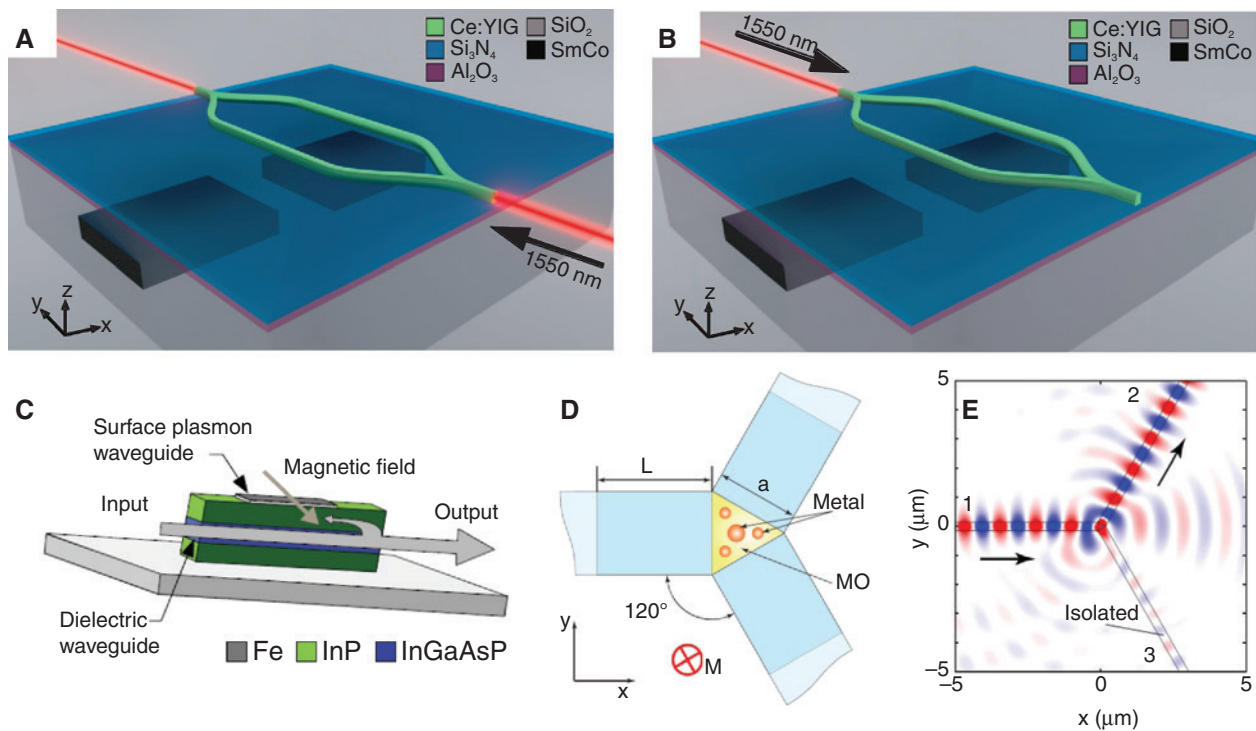 A
Ce:YIG
SiO₂
Si₃N₄
SmCo
Al₂O₃
1550 nm
z
y
x
B
1550 nm
Ce:YIG
SiO₂
Si₃N₄
SmCo
Al₂O₃
z
y
x
C
Surface plasmon
waveguide
Magnetic field
Input
Output
Dielectric
waveguide
Fe
InP
InGaAsP
D
L
a
Metal
MO
120°
y
x
M
E
5
2
1
0
y (μm)
Isolated
3
–5
–5
0
5
x (μm)